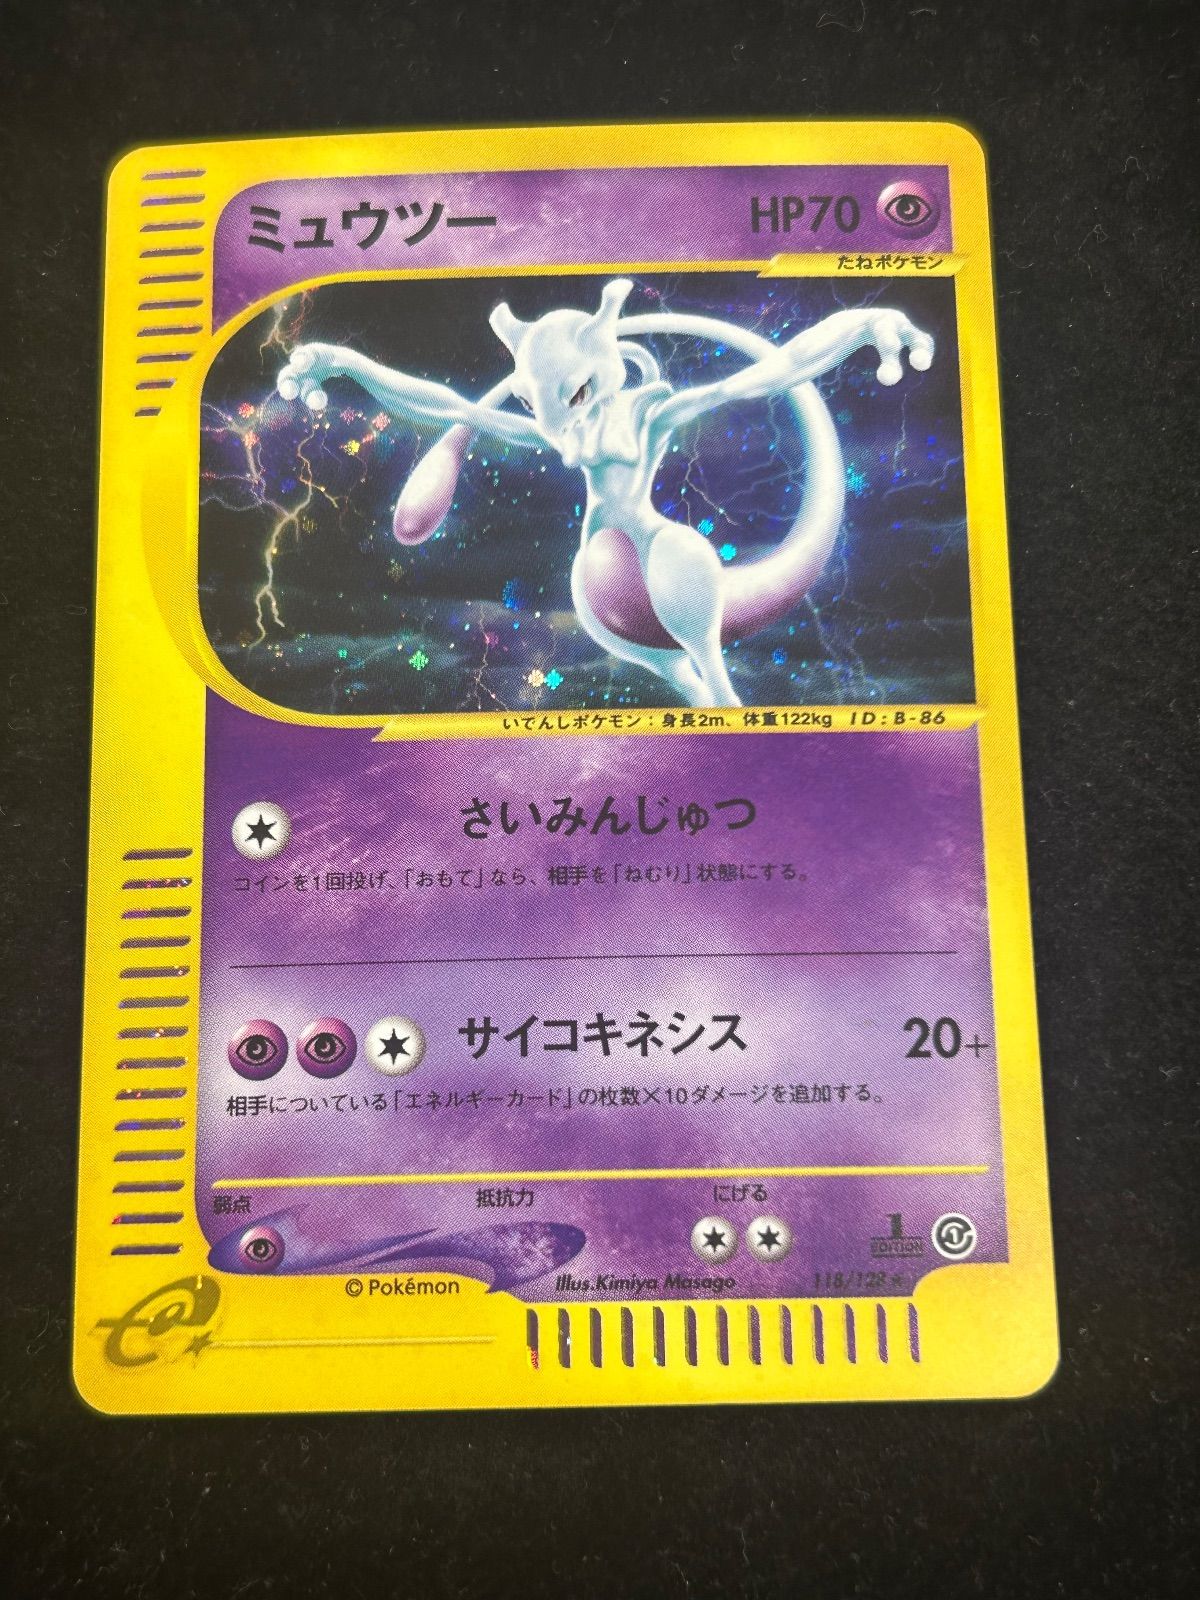 ミュウツー HP70
たねポケモン
いでんしポケモン：身長2m、体重122kg ID:B-86
さいみんじゅつ
コインを1回投げ、「おもて」なら、相手を「ねむり」状態にする。
サイコキネシス 20+
相手についている「エネルギーカード」の枚数×10ダメージを追加する。
弱点 抵抗力 にげる
1
EDITION
© Pokémon Illus.Kimiya Masago 118/128★
e